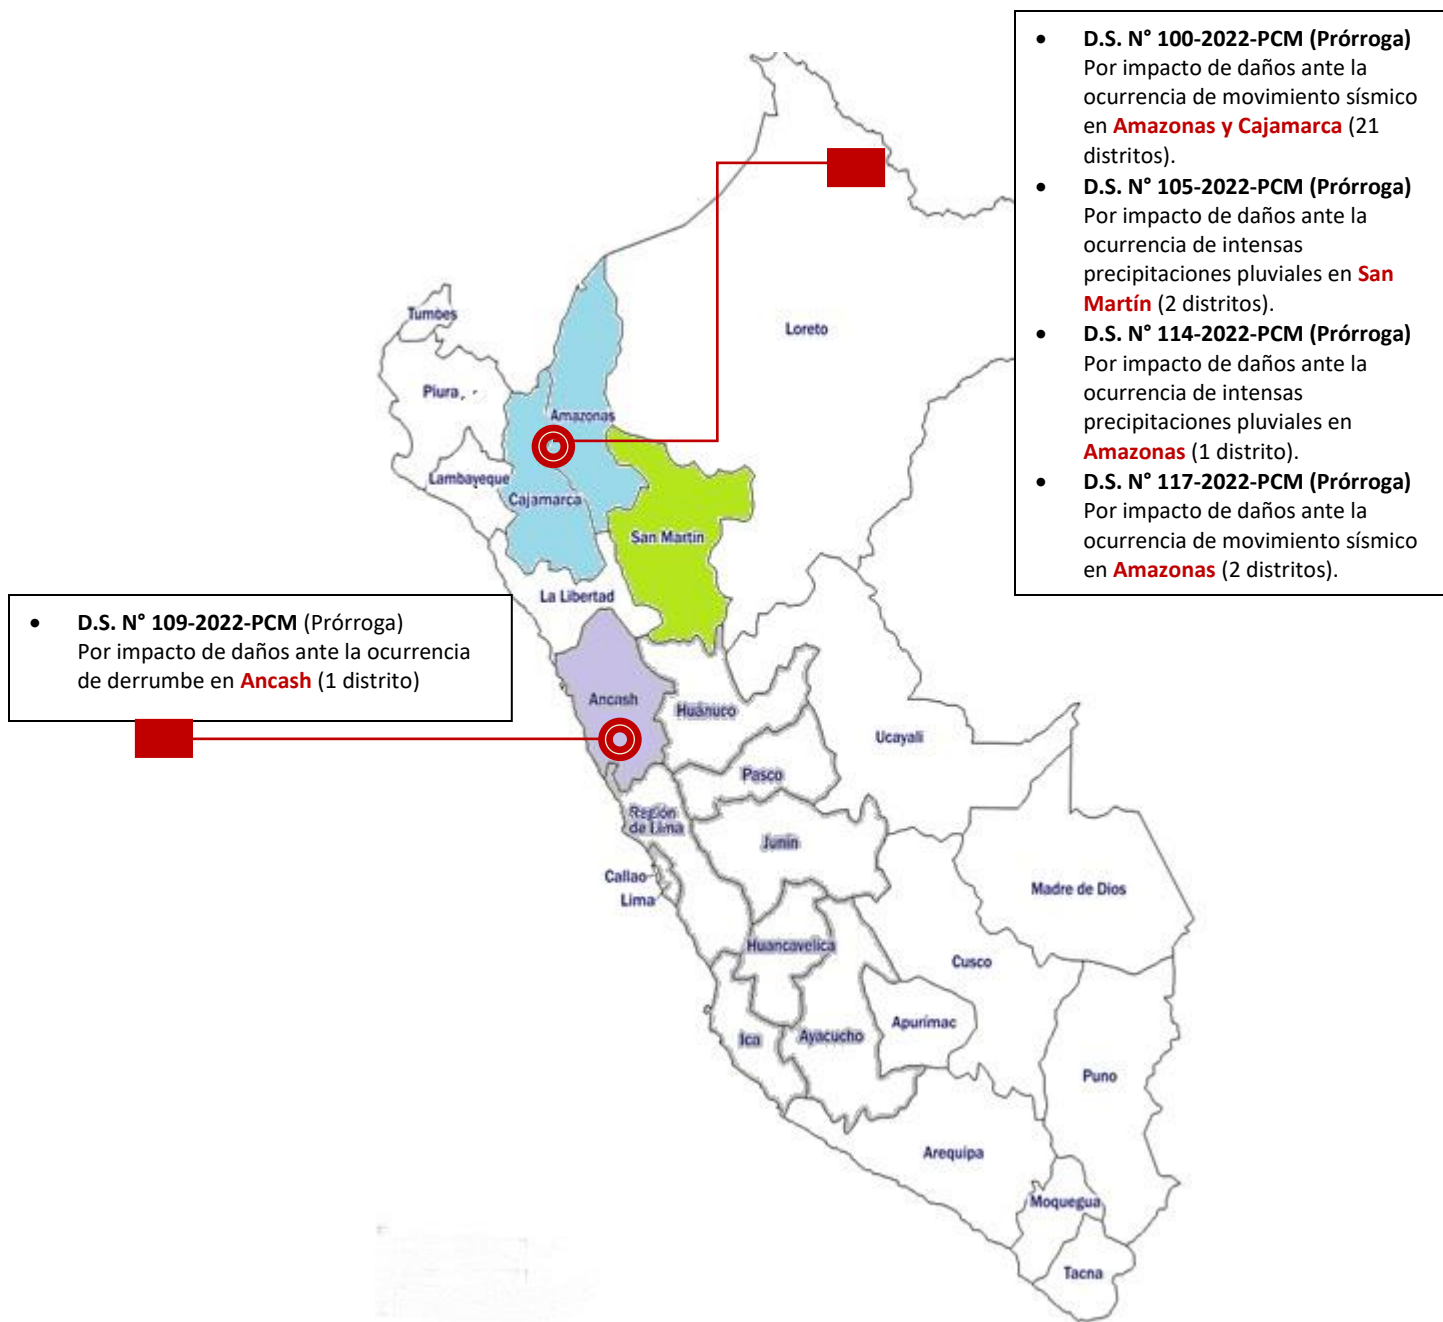 • D.S. N° 100-2022-PCM (Prórroga)
Por impacto de daños ante la
ocurrencia de movimiento sísmico
en Amazonas y Cajamarca (21
distritos).
• D.S. N° 105-2022-PCM (Prórroga)
Por impacto de daños ante la
ocurrencia de intensas
precipitaciones pluviales en San
Martín (2 distritos).
• D.S. N° 114-2022-PCM (Prórroga)
Por impacto de daños ante la
ocurrencia de intensas
precipitaciones pluviales en
Amazonas (1 distrito).
• D.S. N° 117-2022-PCM (Prórroga)
Por impacto de daños ante la
ocurrencia de movimiento sísmico
en Amazonas (2 distritos).
• D.S. N° 109-2022-PCM (Prórroga)
Por impacto de daños ante la ocurrencia
de derrumbe en Ancash (1 distrito)
Tumbes
Loreto
Piura
Amazonas
Lambayeque
Cajamarca
San Martín
La Libertad
Ancash
Huánuco
Ucayali
Pasco
Región
de Lima
Junín
Callao
Lima
Madre de Dios
Huancavelica
Cusco
Apurímac
Ica
Ayacucho
Puno
Arequipa
Moquegua
Tacna